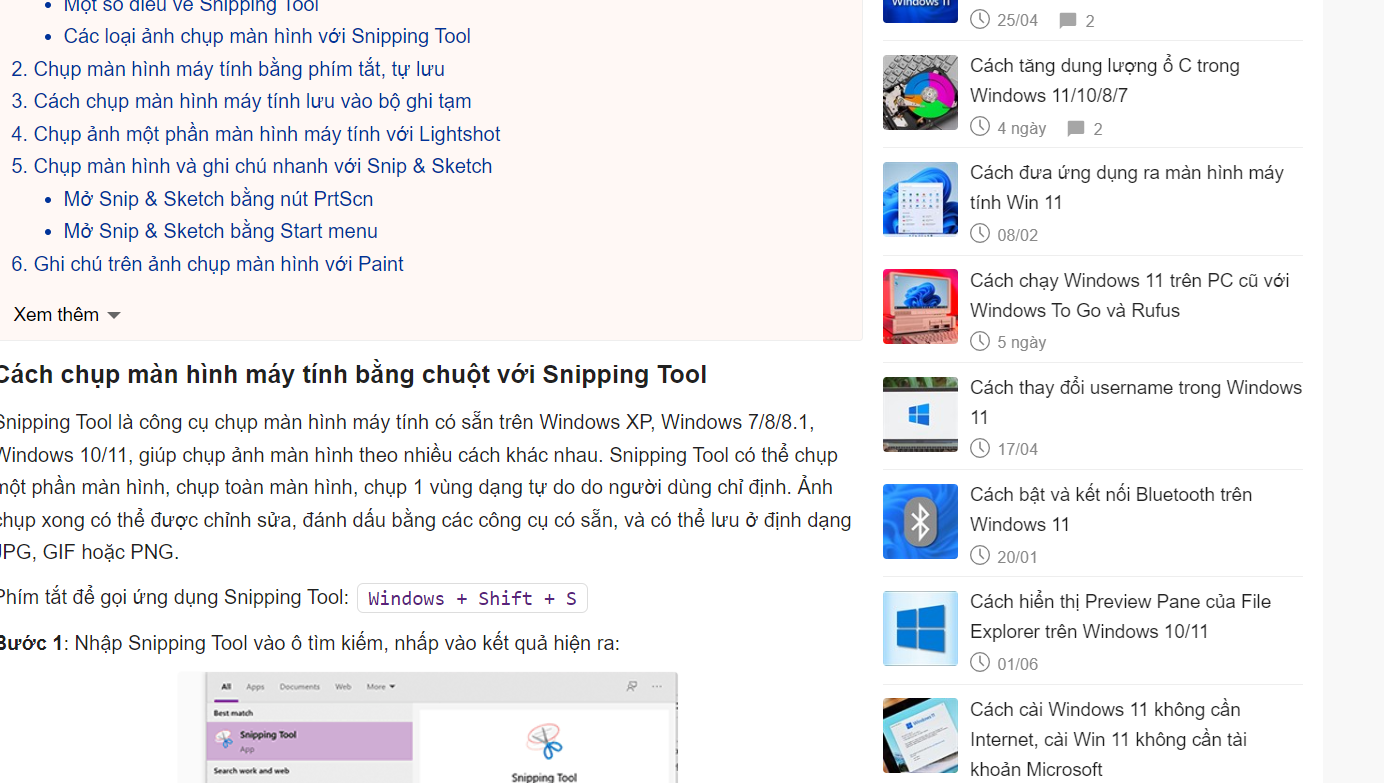 Một số điều về Snipping Tool
Các loại ảnh chụp màn hình với Snipping Tool
2. Chụp màn hình máy tính bằng phím tắt, tự lưu
3. Cách chụp màn hình máy tính lưu vào bộ ghi tạm
4. Chụp ảnh một phần màn hình máy tính với Lightshot
5. Chụp màn hình và ghi chú nhanh với Snip & Sketch
Mở Snip & Sketch bằng nút PrtScn
Mở Snip & Sketch bằng Start menu
6. Ghi chú trên ảnh chụp màn hình với Paint
Xem thêm
Cách chụp màn hình máy tính bằng chuột với Snipping Tool
Snipping Tool là công cụ chụp màn hình máy tính có sẵn trên Windows XP, Windows 7/8/8.1,
Windows 10/11, giúp chụp ảnh màn hình theo nhiều cách khác nhau. Snipping Tool có thể chụp
một phần màn hình, chụp toàn màn hình, chụp 1 vùng dạng tự do do người dùng chỉ định. Ảnh
chụp xong có thể được chỉnh sửa, đánh dấu bằng các công cụ có sẵn, và có thể lưu ở định dạng
JPG, GIF hoặc PNG.
Phím tắt để gọi ứng dụng Snipping Tool: Windows + Shift + S
Bước 1: Nhập Snipping Tool vào ô tìm kiếm, nhấp vào kết quả hiện ra:
All Apps Documents Web More
Best match
Snipping Tool
App
Search work and web
Snipping Tool
Windows 11
25/04 2
Cách tăng dung lượng ổ C trong
Windows 11/10/8/7
4 ngày 2
Cách đưa ứng dụng ra màn hình máy
tính Win 11
08/02
Cách chạy Windows 11 trên PC cũ với
Windows To Go và Rufus
5 ngày
Cách thay đổi username trong Windows
11
17/04
Cách bật và kết nối Bluetooth trên
Windows 11
20/01
Cách hiển thị Preview Pane của File
Explorer trên Windows 10/11
01/06
Cách cài Windows 11 không cần
Internet, cài Win 11 không cần tài
khoản Microsoft